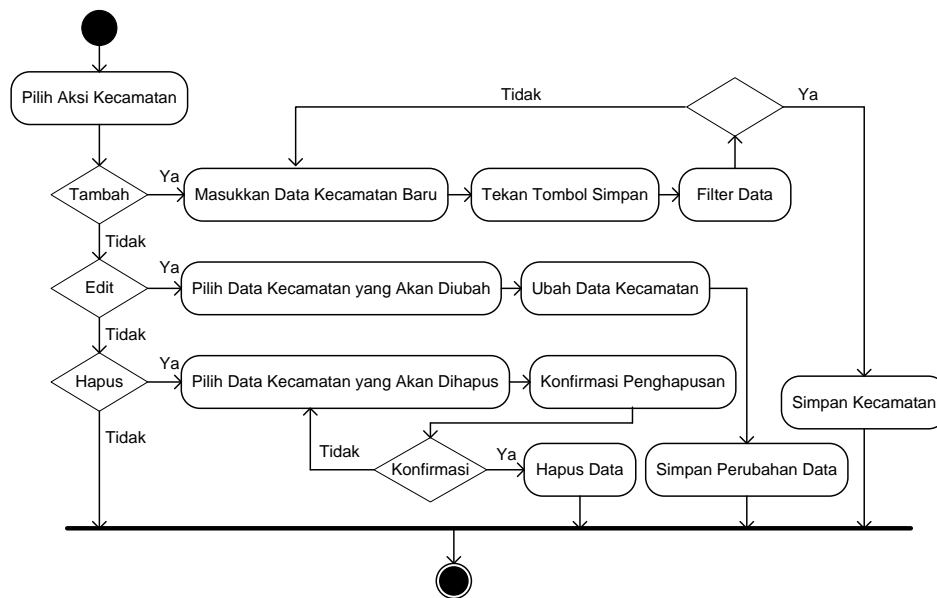 Pilih Aksi Kecamatan
Tidak
Ya
Tambah
Ya
Masukkan Data Kecamatan Baru
Tekan Tombol Simpan
Filter Data
Tidak
Edit
Ya
Pilih Data Kecamatan yang Akan Diubah
Ubah Data Kecamatan
Tidak
Hapus
Ya
Pilih Data Kecamatan yang Akan Dihapus
Konfirmasi Penghapusan
Simpan Kecamatan
Tidak
Tidak
Konfirmasi
Ya
Hapus Data
Simpan Perubahan Data